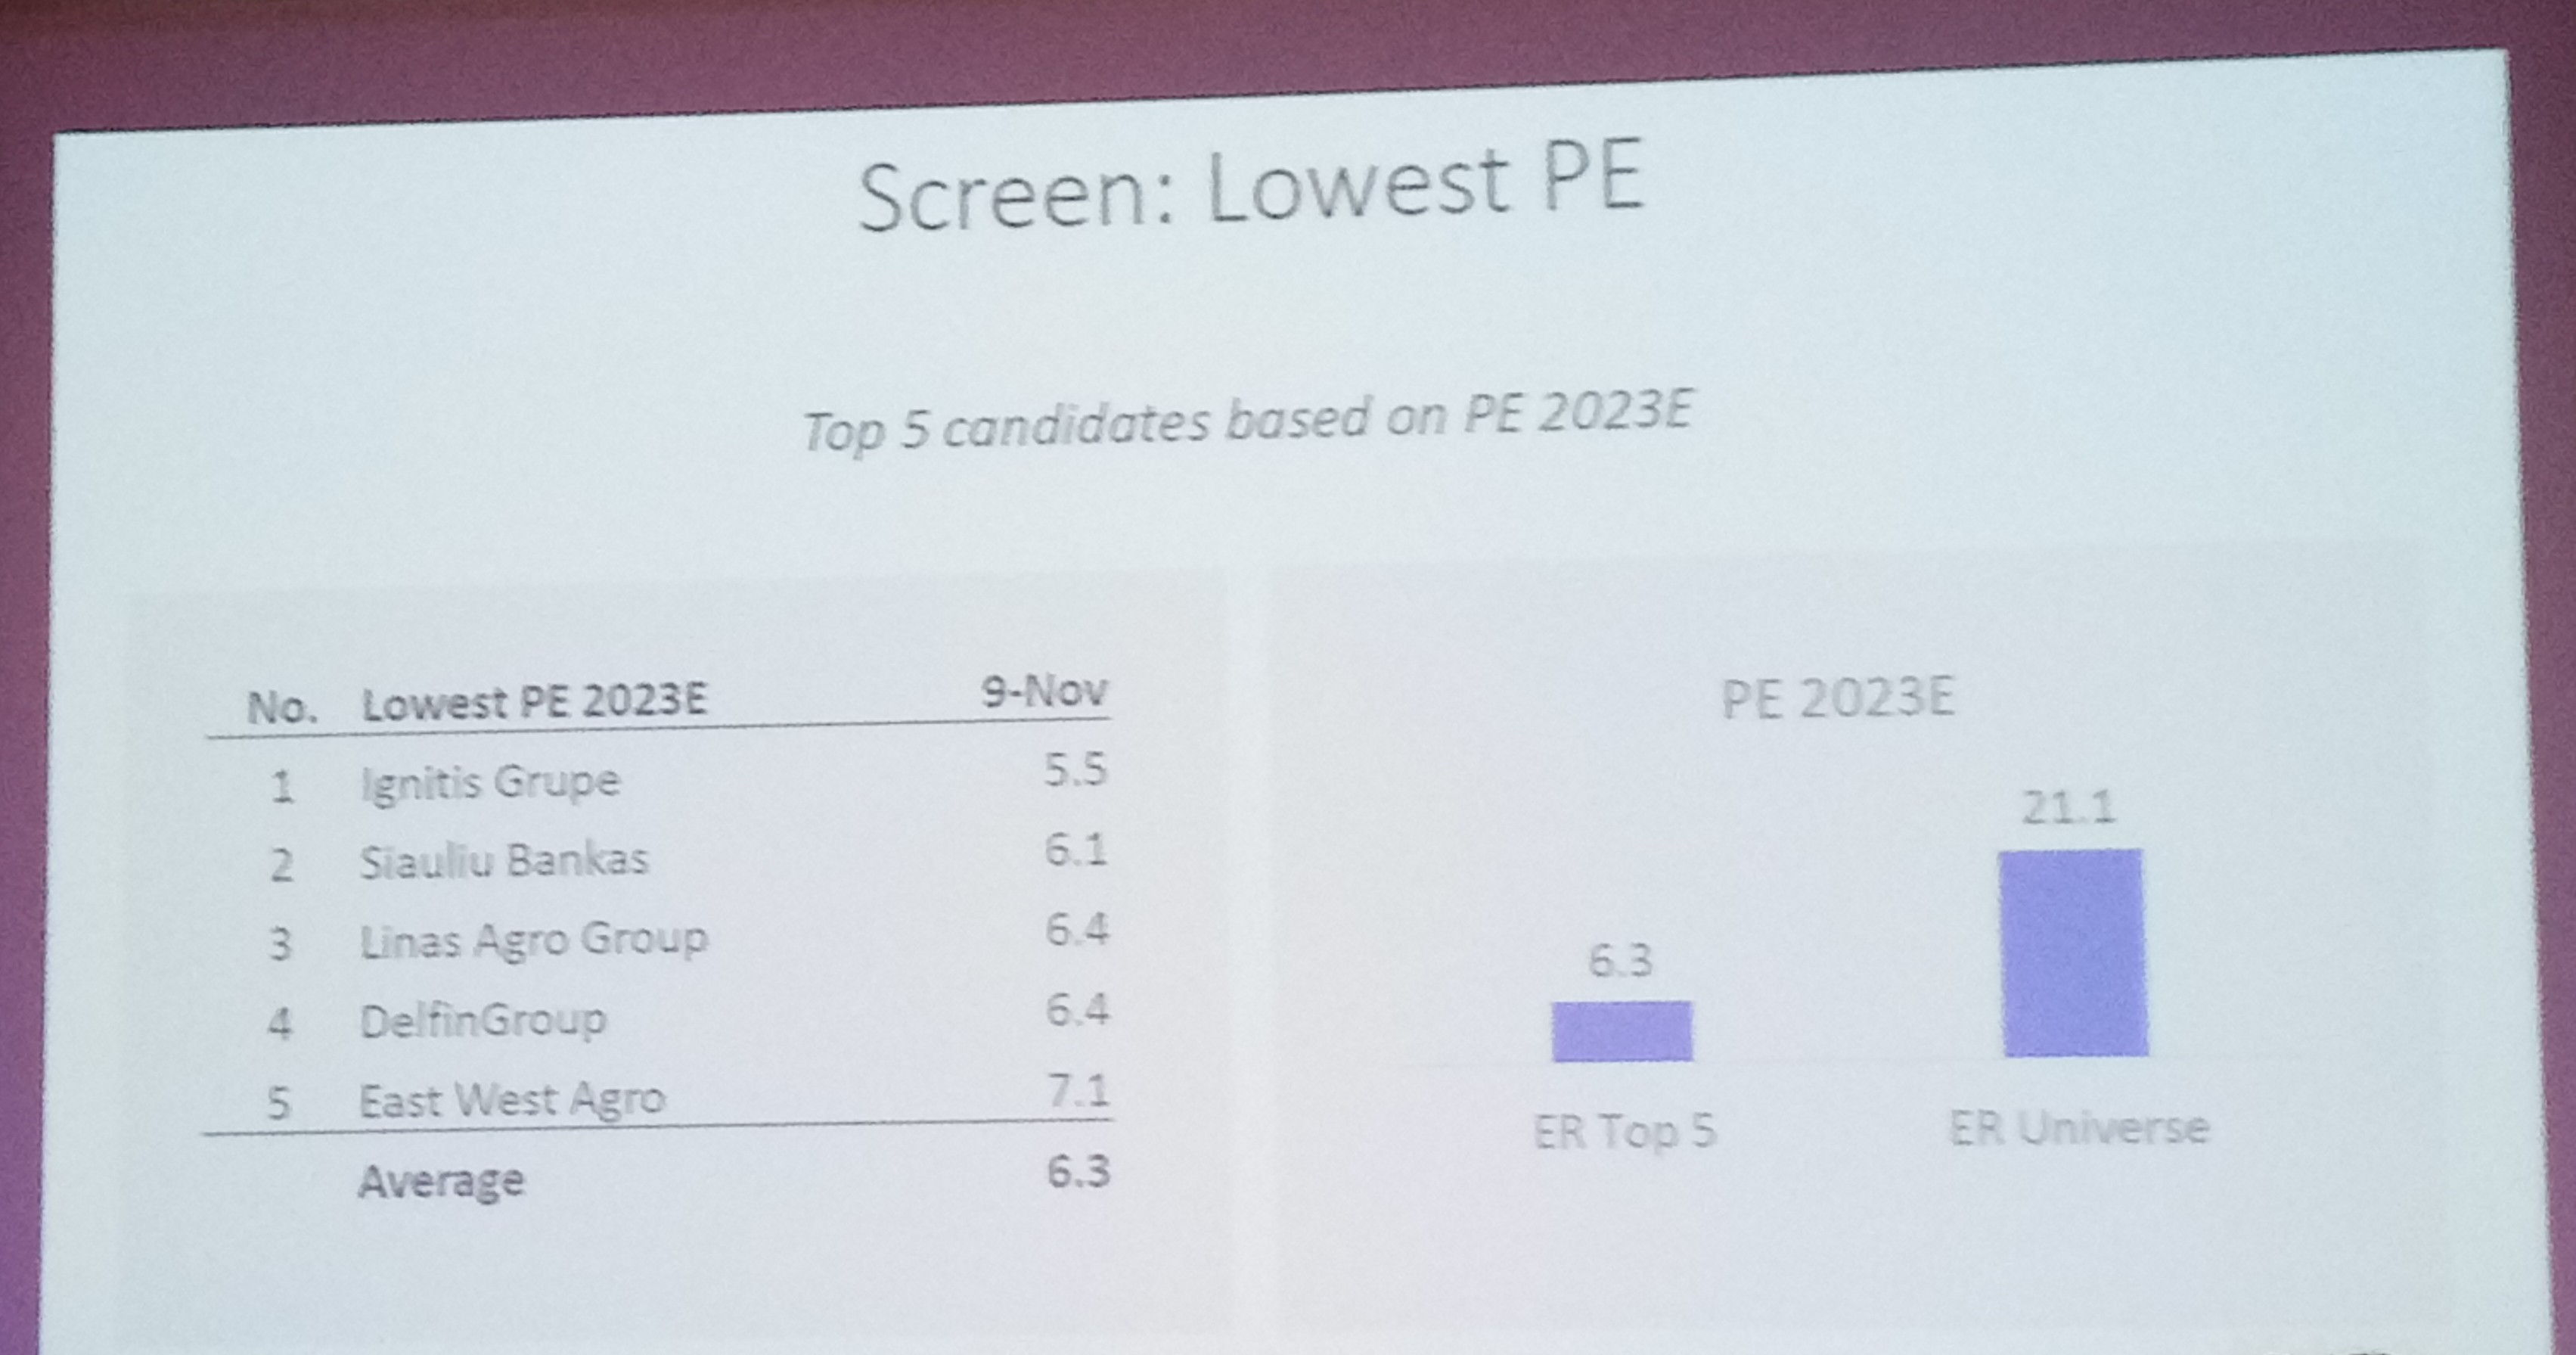 Screen: Lowest PE
Top 5 candidates based on PE 2023E
No. Lowest PE 2023E 9-Nov
1 Ignitis Grupe 5.5
2 Siauliu Bankas 6.1
3 Linas Agro Group 6.4
4 DelfinGroup 6.4
5 East West Agro 7.1
Average 6.3
PE 2023E
21.1
6.3
ER Top 5 ER Universe